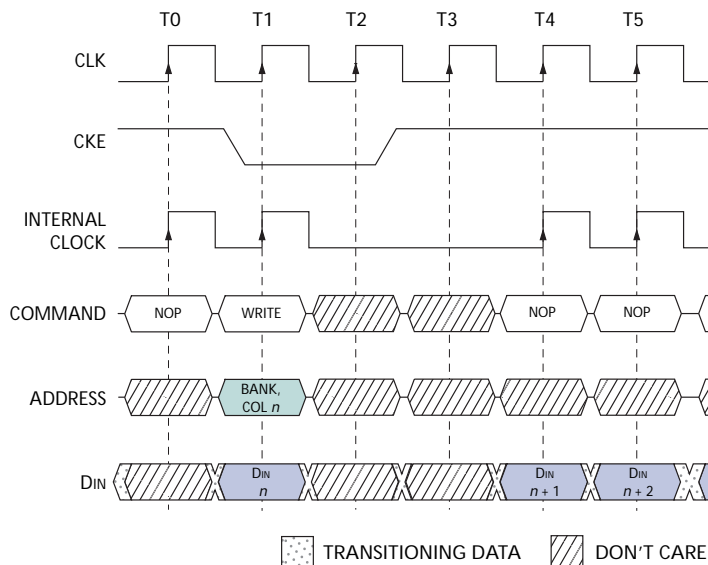 T0 T1 T2 T3 T4 T5
CLK
CKE
INTERNAL
CLOCK
COMMAND NOP WRITE NOP NOP
ADDRESS BANK,
COL n
DIN DIN
n DIN
n + 1 DIN
n + 2
TRANSITIONING DATA DON'T CARE